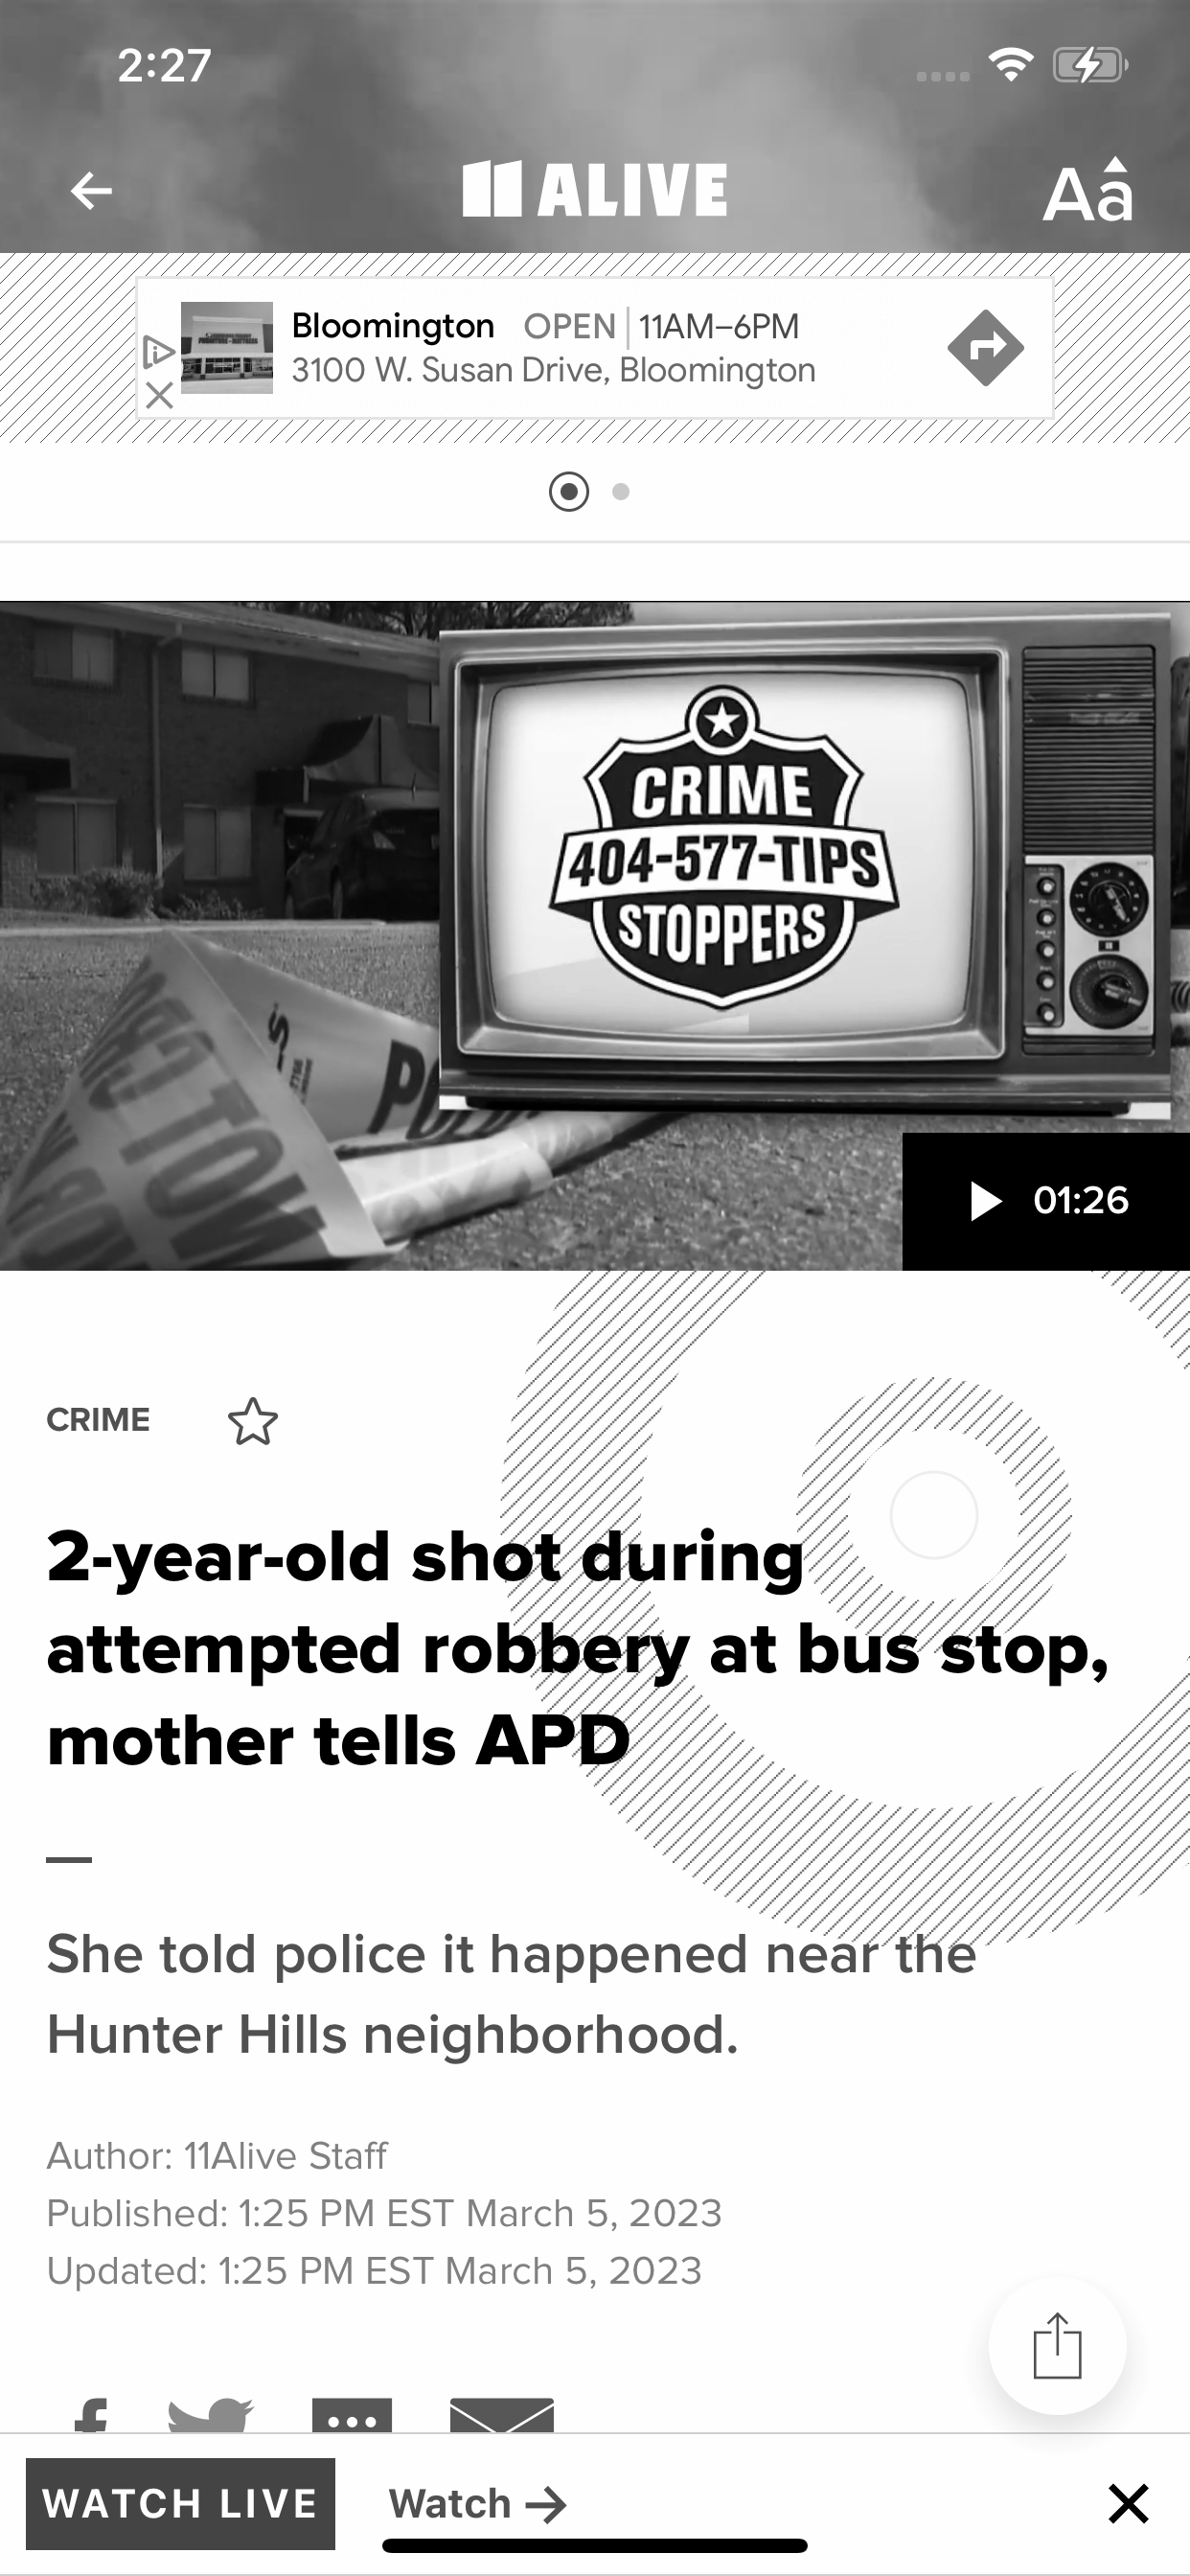 2:27
11 ALIVE
Aa
Bloomington OPEN 11AM–6PM
3100 W. Susan Drive, Bloomington
CRIME
404-577-TIPS
STOPPERS
01:26
CRIME
2-year-old shot during
attempted robbery at bus stop,
mother tells APD
She told police it happened near the
Hunter Hills neighborhood.
Author: 11Alive Staff
Published: 1:25 PM EST March 5, 2023
Updated: 1:25 PM EST March 5, 2023
WATCH LIVE Watch →